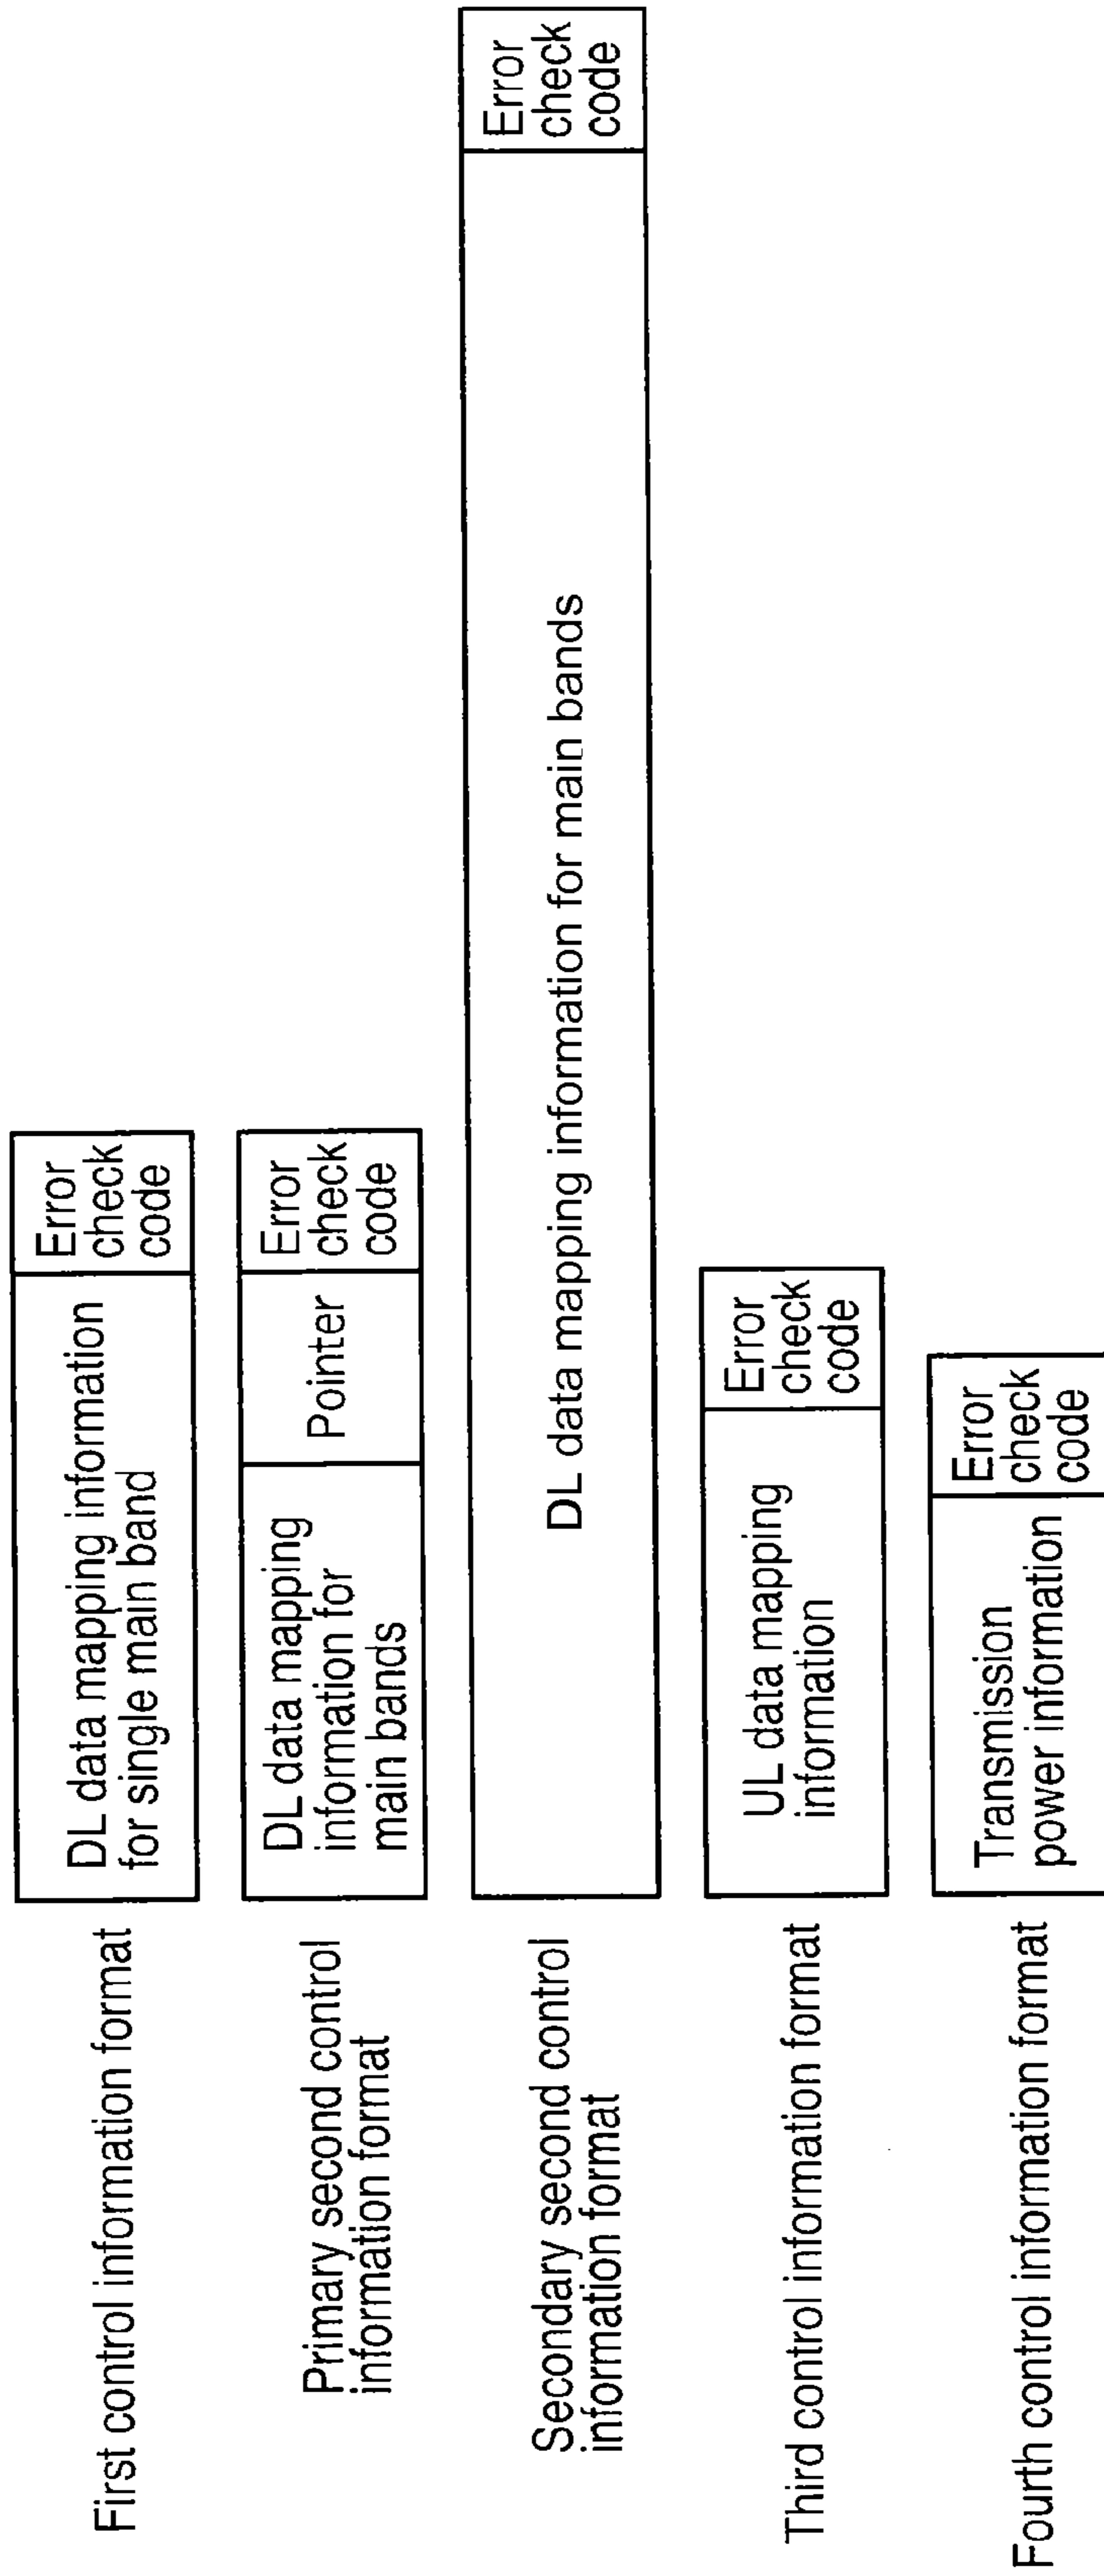 First control information format
DL data mapping information
for single main band
Error
check
code
Primary second control
information format
DL data mapping
information for
main bands
Pointer
Error
check
code
Secondary second control
information format
DL data mapping information for main bands
Error
check
code
Third control information format
UL data mapping
information
Error
check
code
Fourth control information format
Transmission
power information
Error
check
code